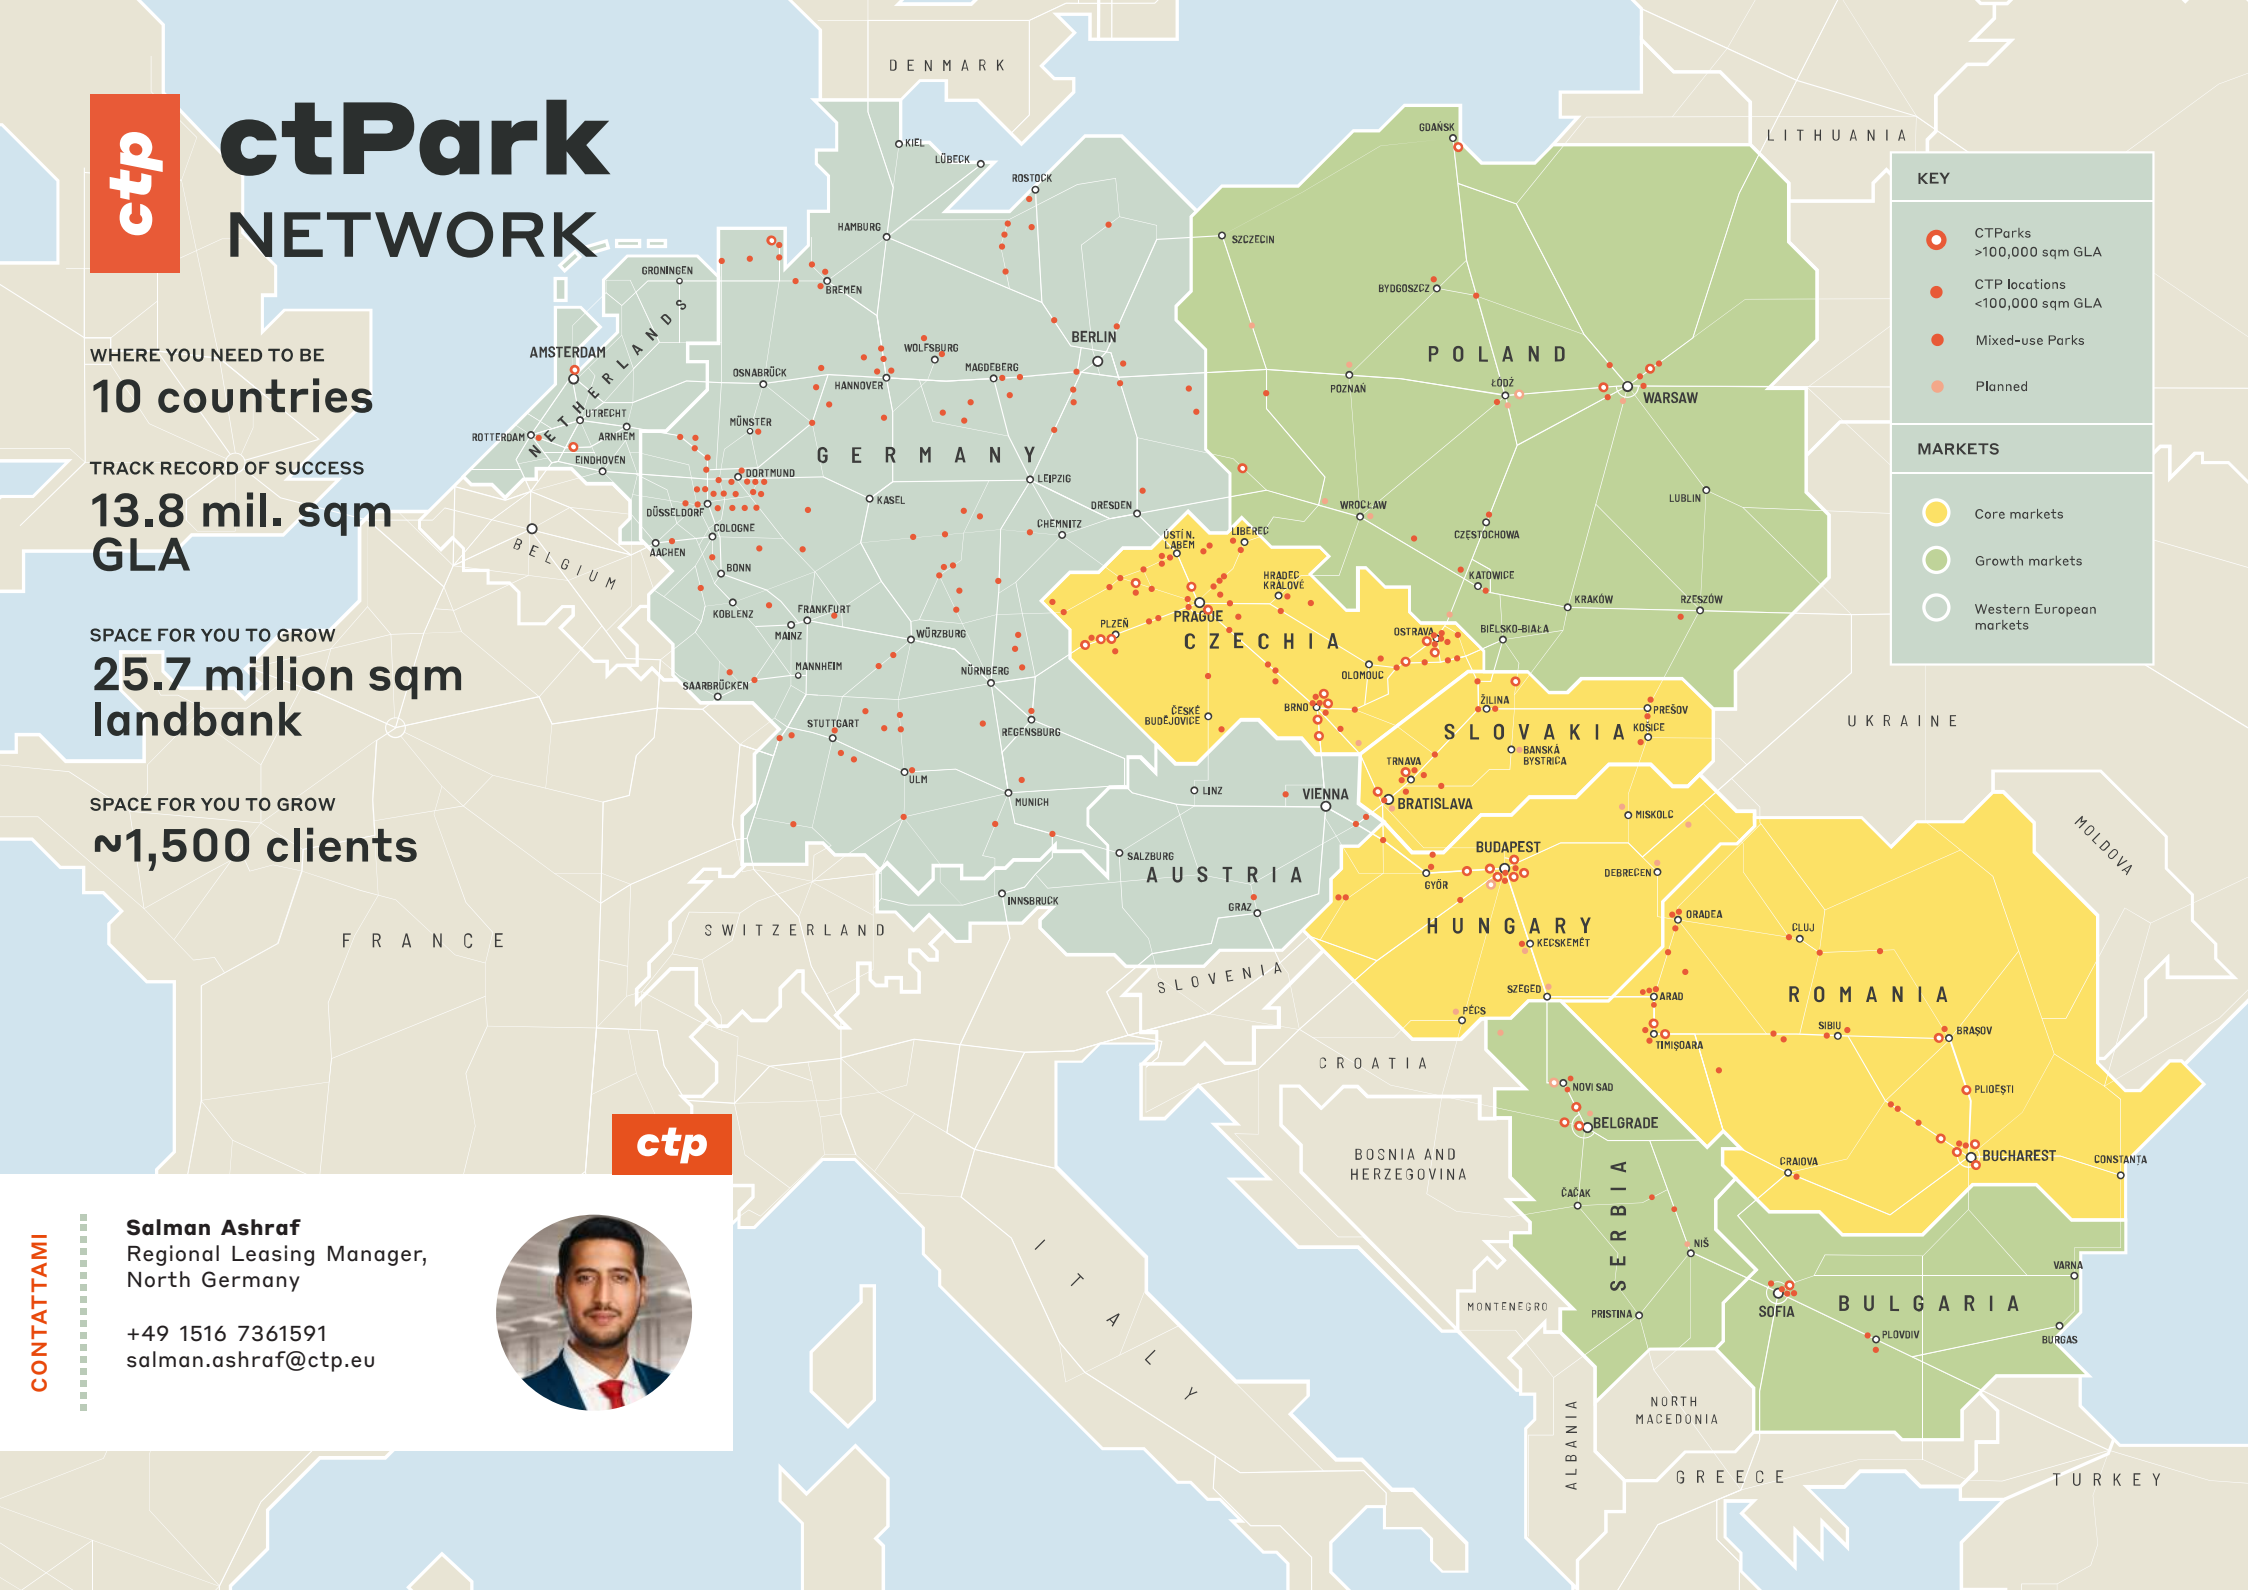 ctp
ctPark
NETWORK
WHERE YOU NEED TO BE
10 countries
TRACK RECORD OF SUCCESS
13.8 mil. sqm
GLA
SPACE FOR YOU TO GROW
25.7 million sqm
landbank
SPACE FOR YOU TO GROW
~1,500 clients
KEY
CTParks
>100,000 sqm GLA
CTP locations
<100,000 sqm GLA
Mixed-use Parks
Planned
MARKETS
Core markets
Growth markets
Western European
markets
DENMARK
LITHUANIA
KIEL
LÜBECK
ROSTOCK
HAMBURG
GRONINGEN
BREMEN
NETHERLANDS
AMSTERDAM
WOLFSBURG
BERLIN
OSNABRÜCK
HANNOVER
MAGDEBERG
UTRECHT
ROTTERDAM
ARNHEM
MÜNSTER
EINDHOVEN
GERMANY
DORTMUND
LEIPZIG
KASEL
DÜSSELDORF
DRESDEN
COLOGNE
CHEMNITZ
AACHEN
BELGIUM
BONN
KOBLENZ
FRANKFURT
MAINZ
WÜRZBURG
MANNHEIM
NÜRNBERG
SAARBRÜCKEN
STUTTGART
REGENSBURG
ULM
MUNICH
GDAŃSK
SZCZECIN
BYDGOSZCZ
POLAND
POZNAŃ
ŁÓDŹ
WARSAW
WROCŁAW
LUBLIN
CZĘSTOCHOWA
KATOWICE
KRAKÓW
RZESZÓW
BIELSKO-BIAŁA
ÚSTÍ N.
LABEM
LIBEREC
HRADEC
KRÁLOVÉ
PRAGUE
PLZEŇ
CZECHIA
OSTRAVA
OLOMOUC
ČESKÉ
BUDĚJOVICE
BRNO
ŽILINA
PREŠOV
SLOVAKIA
KOŠICE
BANSKÁ
BYSTRICA
TRNAVA
BRATISLAVA
UKRAINE
LINZ
VIENNA
SALZBURG
AUSTRIA
INNSBRUCK
GRAZ
MISKOLC
BUDAPEST
GYŐR
DEBRECEN
HUNGARY
KECSKEMÉT
SZEGED
PÉCS
MOLDOVA
ORADEA
CLUJ
ARAD
ROMANIA
TIMIȘOARA
SIBIU
BRAȘOV
PLIOEȘTI
BUCHAREST
CRAIOVA
CONSTANȚA
FRANCE
SWITZERLAND
SLOVENIA
CROATIA
BOSNIA AND
HERZEGOVINA
NOVI SAD
BELGRADE
SERBIA
ČAČAK
NIŠ
PRISTINA
MONTENEGRO
SOFIA
BULGARIA
VARNA
BURGAS
PLOVDIV
NORTH
MACEDONIA
ALBANIA
GREECE
TURKEY
ITALY
ctp
CONTATTAMI
Salman Ashraf
Regional Leasing Manager,
North Germany
+49 1516 7361591
salman.ashraf@ctp.eu